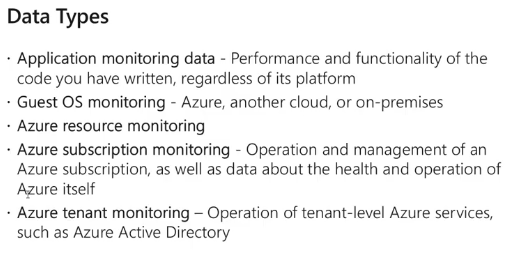 Data Types
· Application monitoring data - Performance and functionality of the
code you have written, regardless of its platform
· Guest OS monitoring - Azure, another cloud, or on-premises
· Azure resource monitoring
· Azure subscription monitoring - Operation and management of an
Azure subscription, as well as data about the health and operation of
Azure itself
· Azure tenant monitoring – Operation of tenant-level Azure services,
such as Azure Active Directory